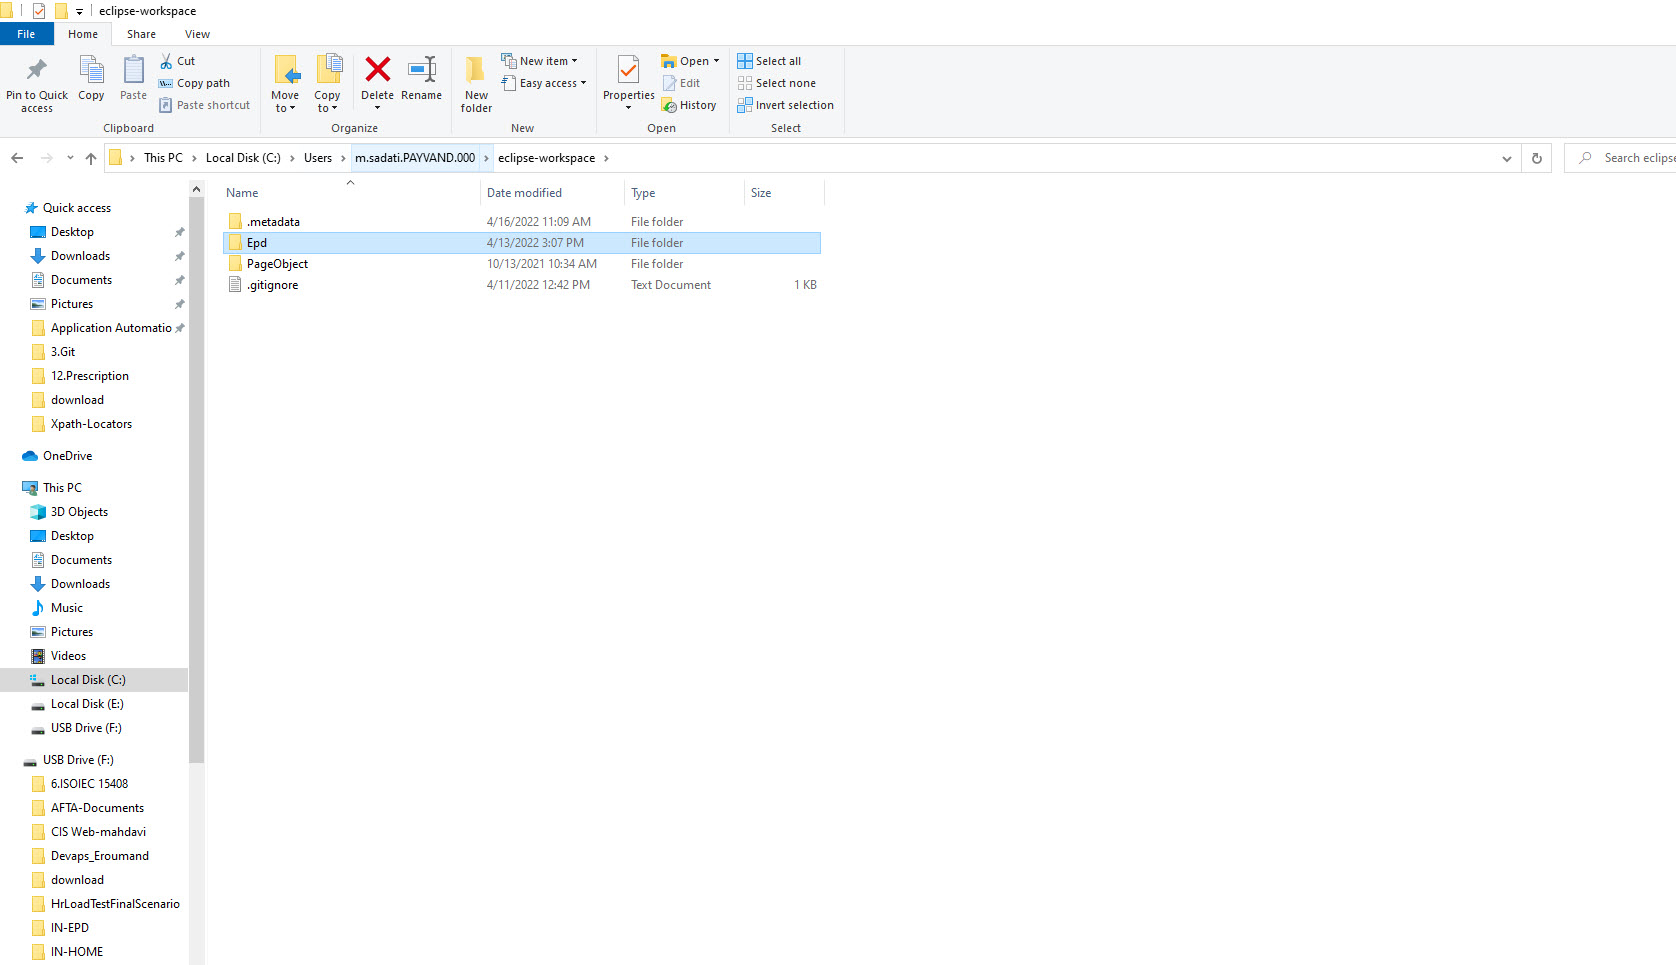 eclipse-workspace
File Home Share View
Pin to Quick access
Copy
Paste
Cut
Copy path
Paste shortcut
Clipboard
Move to
Copy to
Delete
Rename
Organize
New folder
New item
Easy access
New
Properties
Open
Edit
History
Open
Select all
Select none
Invert selection
Select
This PC Local Disk (C:) Users m.sadati.PAYVAND.000 eclipse-workspace
Search eclipse
Name Date modified Type Size
.metadata 4/16/2022 11:09 AM File folder
Epd 4/13/2022 3:07 PM File folder
PageObject 10/13/2021 10:34 AM File folder
.gitignore 4/11/2022 12:42 PM Text Document 1 KB
Quick access
Desktop
Downloads
Documents
Pictures
Application Automatio
3.Git
12.Prescription
download
Xpath-Locators
OneDrive
This PC
3D Objects
Desktop
Documents
Downloads
Music
Pictures
Videos
Local Disk (C:)
Local Disk (E:)
USB Drive (F:)
USB Drive (F:)
6.ISOIEC 15408
AFTA-Documents
CIS Web-mahdavi
Devaps_Eroumand
download
HrLoadTestFinalScenario
IN-EPD
IN-HOME